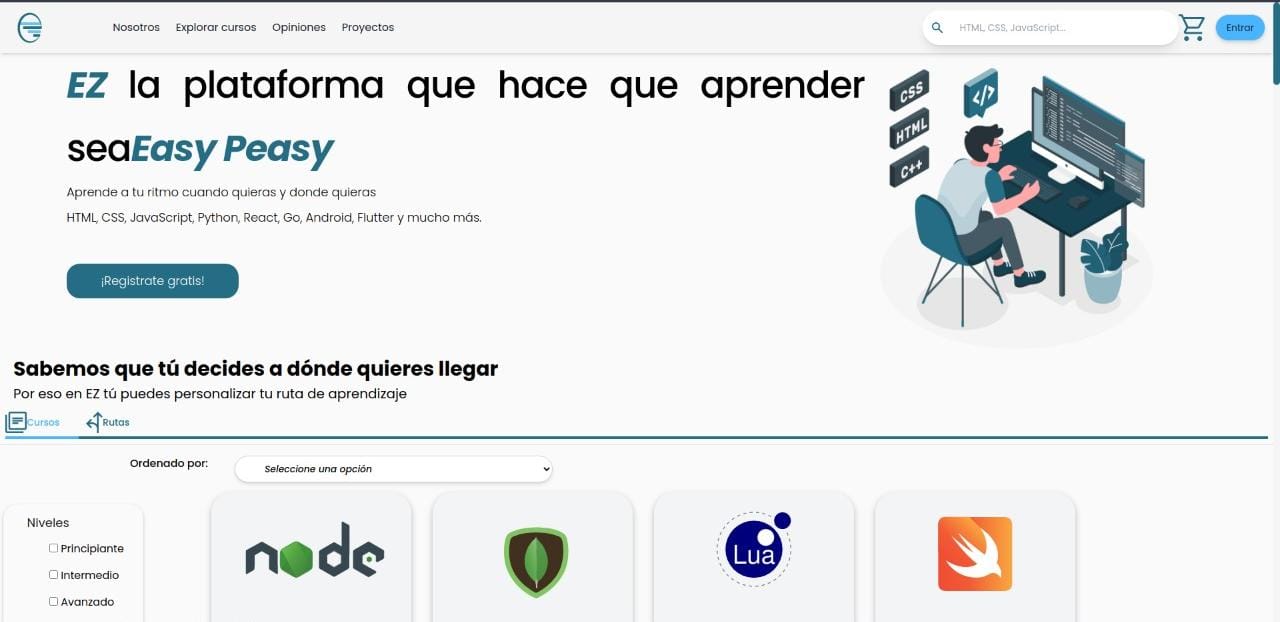 Nosotros Explorar cursos Opiniones Proyectos HTML, CSS, JavaScript... Entrar
EZ la plataforma que hace que aprender
seaEasy Peasy
Aprende a tu ritmo cuando quieras y donde quieras
HTML, CSS, JavaScript, Python, React, Go, Android, Flutter y mucho más.
¡Registrate gratis!
CSS
</>
HTML
C++
Sabemos que tú decides a dónde quieres llegar
Por eso en EZ tú puedes personalizar tu ruta de aprendizaje
Cursos Rutas
Ordenado por: Seleccione una opción
Niveles
Principiante
Intermedio
Avanzado
node
Lua